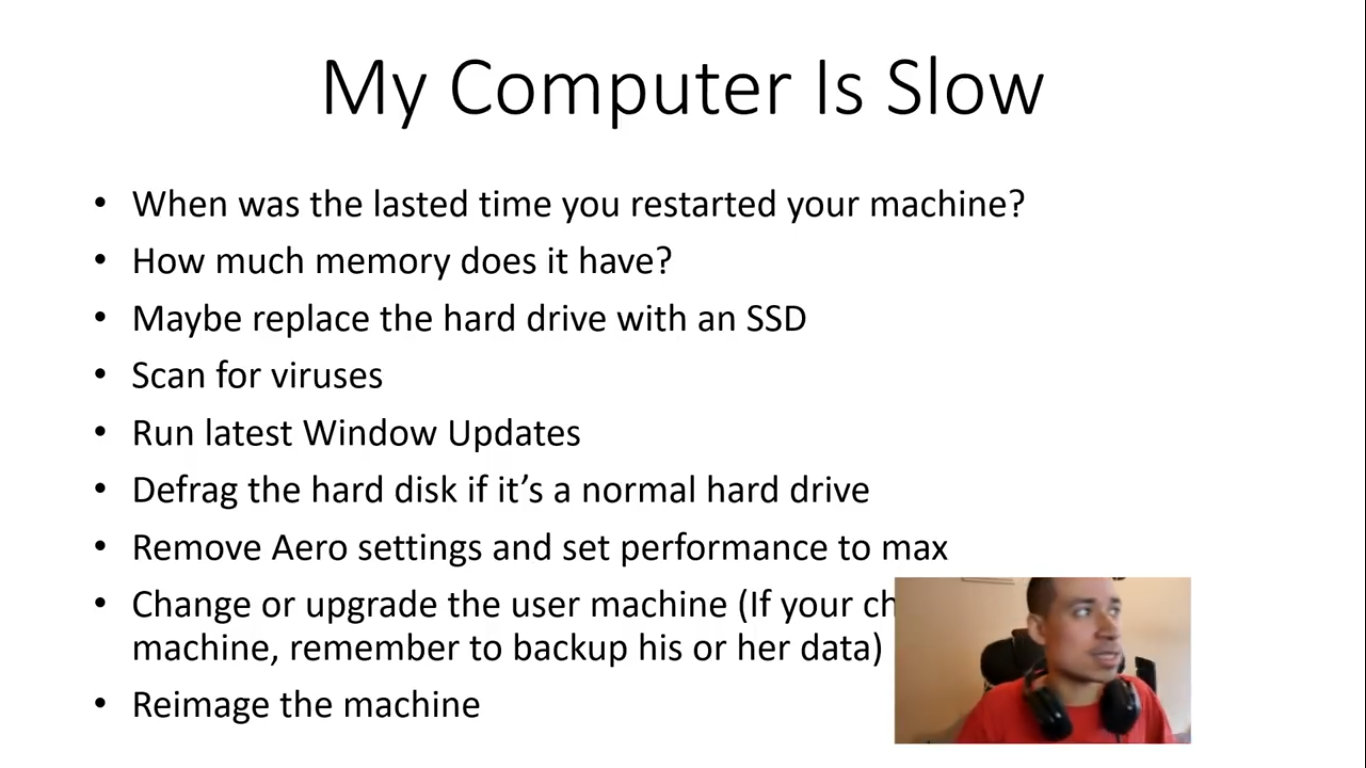 My Computer Is Slow
• When was the lasted time you restarted your machine?
• How much memory does it have?
• Maybe replace the hard drive with an SSD
• Scan for viruses
• Run latest Window Updates
• Defrag the hard disk if it’s a normal hard drive
• Remove Aero settings and set performance to max
• Change or upgrade the user machine (If your
machine, remember to backup his or her data)
• Reimage the machine